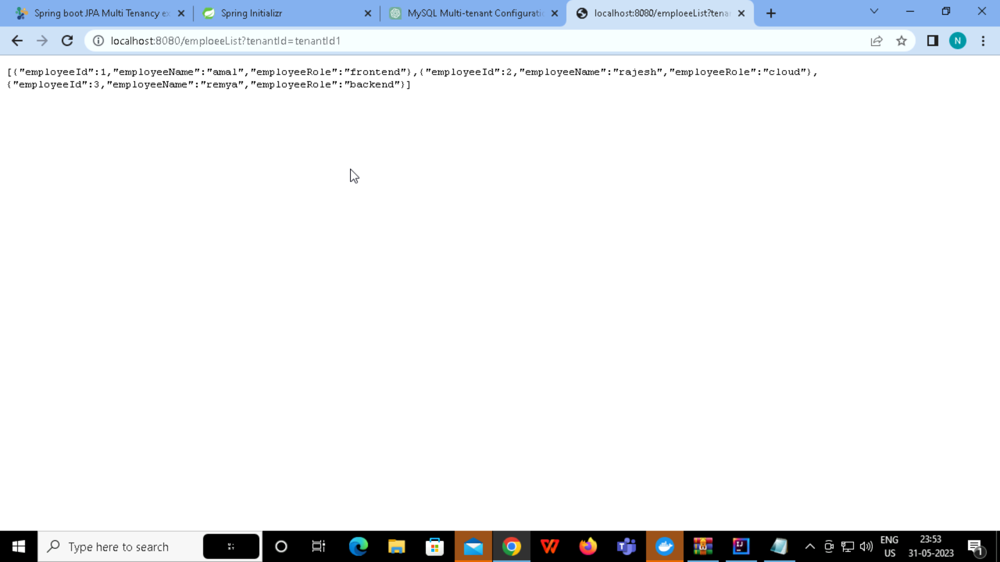 Spring boot JPA Multi Tenancy ex
Spring Initializr
MySQL Multi-tenant Configuratio
localhost:8080/emploeeList?tenan
localhost:8080/emploeeList?tenantId=tenantId1
N
[{"employeeId":1,"employeeName":"amal","employeeRole":"frontend"},{"employeeId":2,"employeeName":"rajesh","employeeRole":"cloud"},
{"employeeId":3,"employeeName":"remya","employeeRole":"backend"}]
Type here to search
ENG
US
23:53
31-05-2023
1